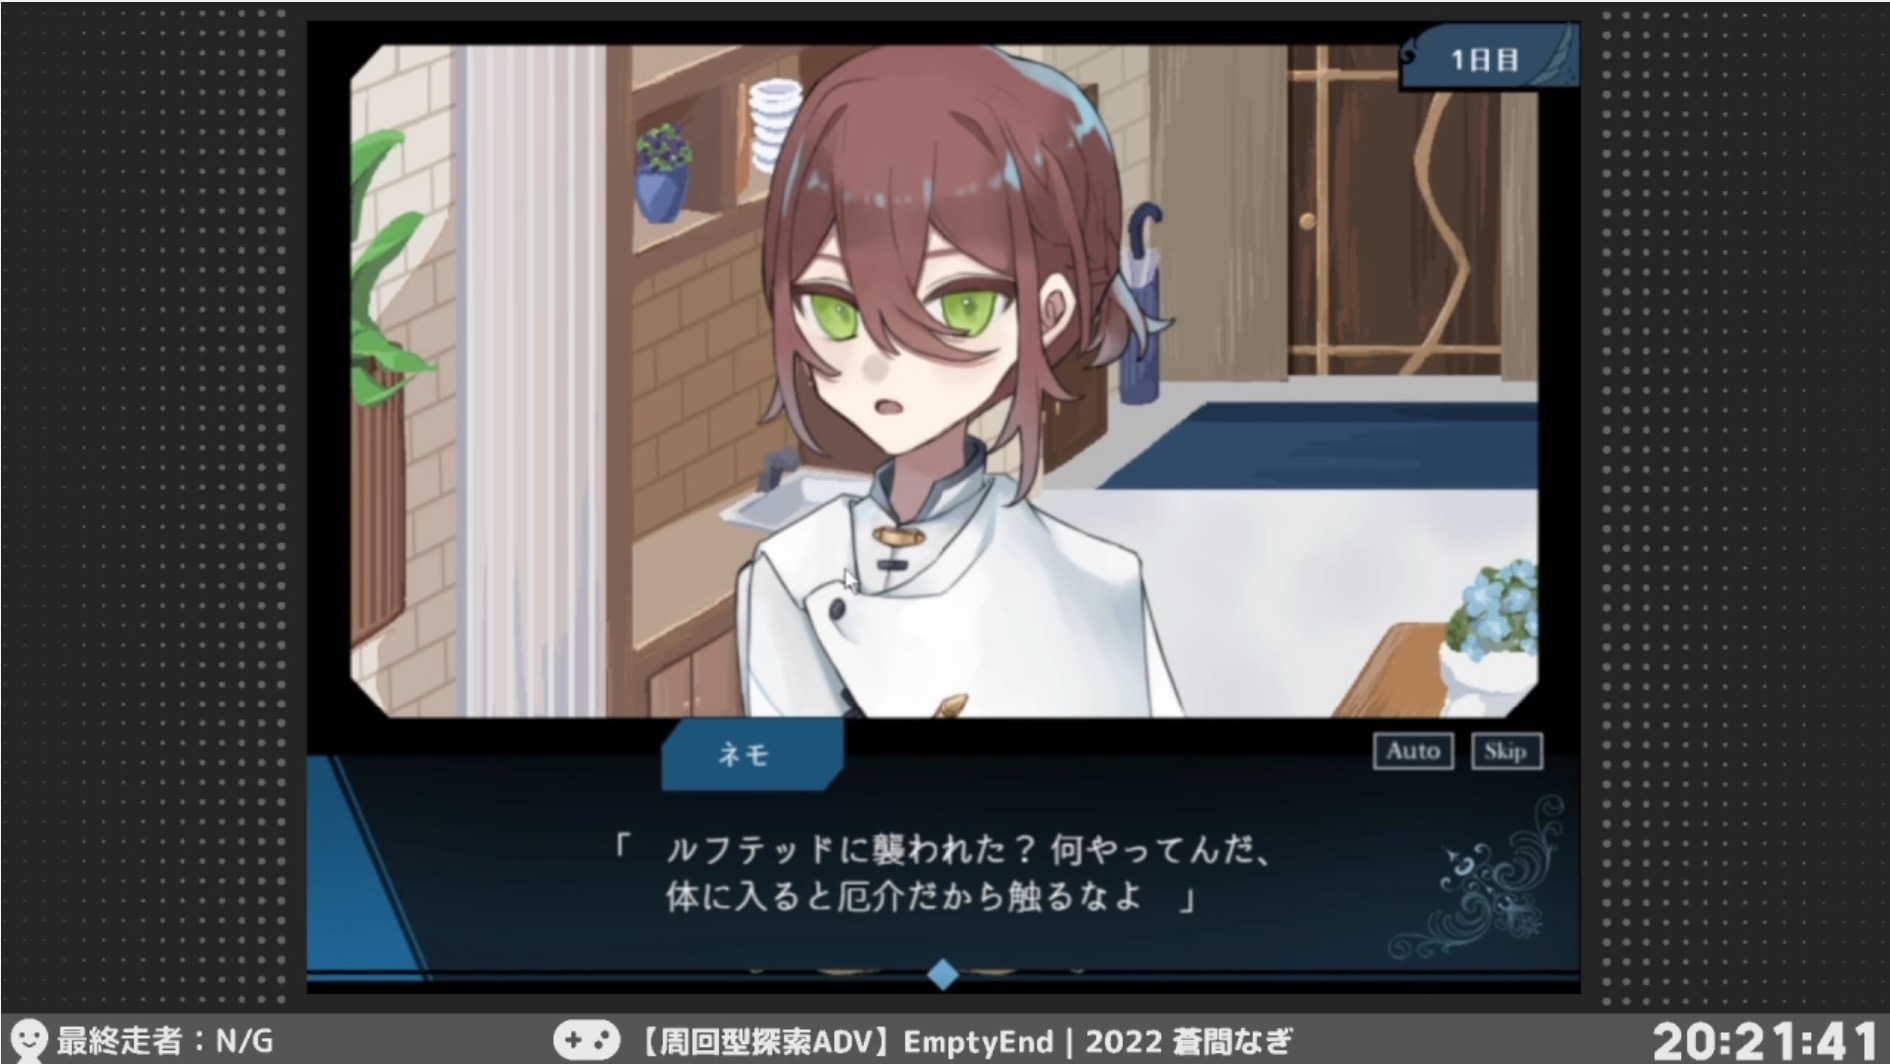 1日目
ネモ
Auto
Skip
「 ルフテッドに襲われた？何やってんだ、
体に入ると厄介だから触るなよ 」
最終走者：N/G
【周回型探索ADV】EmptyEnd | 2022 蒼間なぎ
20:21:41